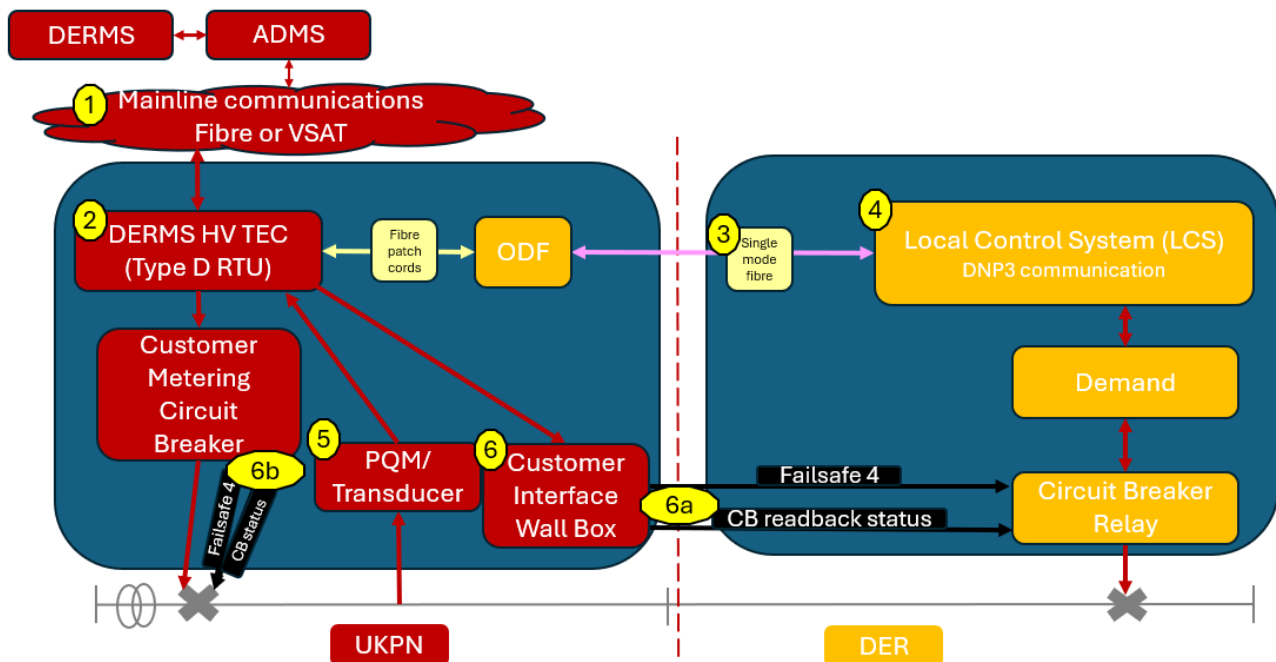 DERMS
ADMS
1
Mainline communications
Fibre or VSAT
2
DERMS HV TEC
(Type D RTU)
Fibre
patch
cords
ODF
3
Single
mode
fibre
4
Local Control System (LCS)
DNP3 communication
Customer
Metering
Circuit
Breaker
Demand
6b
Failsafe 4
CB status
5
PQM/
Transducer
6
Customer
Interface
Wall Box
6a
Failsafe 4
CB readback status
Circuit Breaker
Relay
UKPN
DER